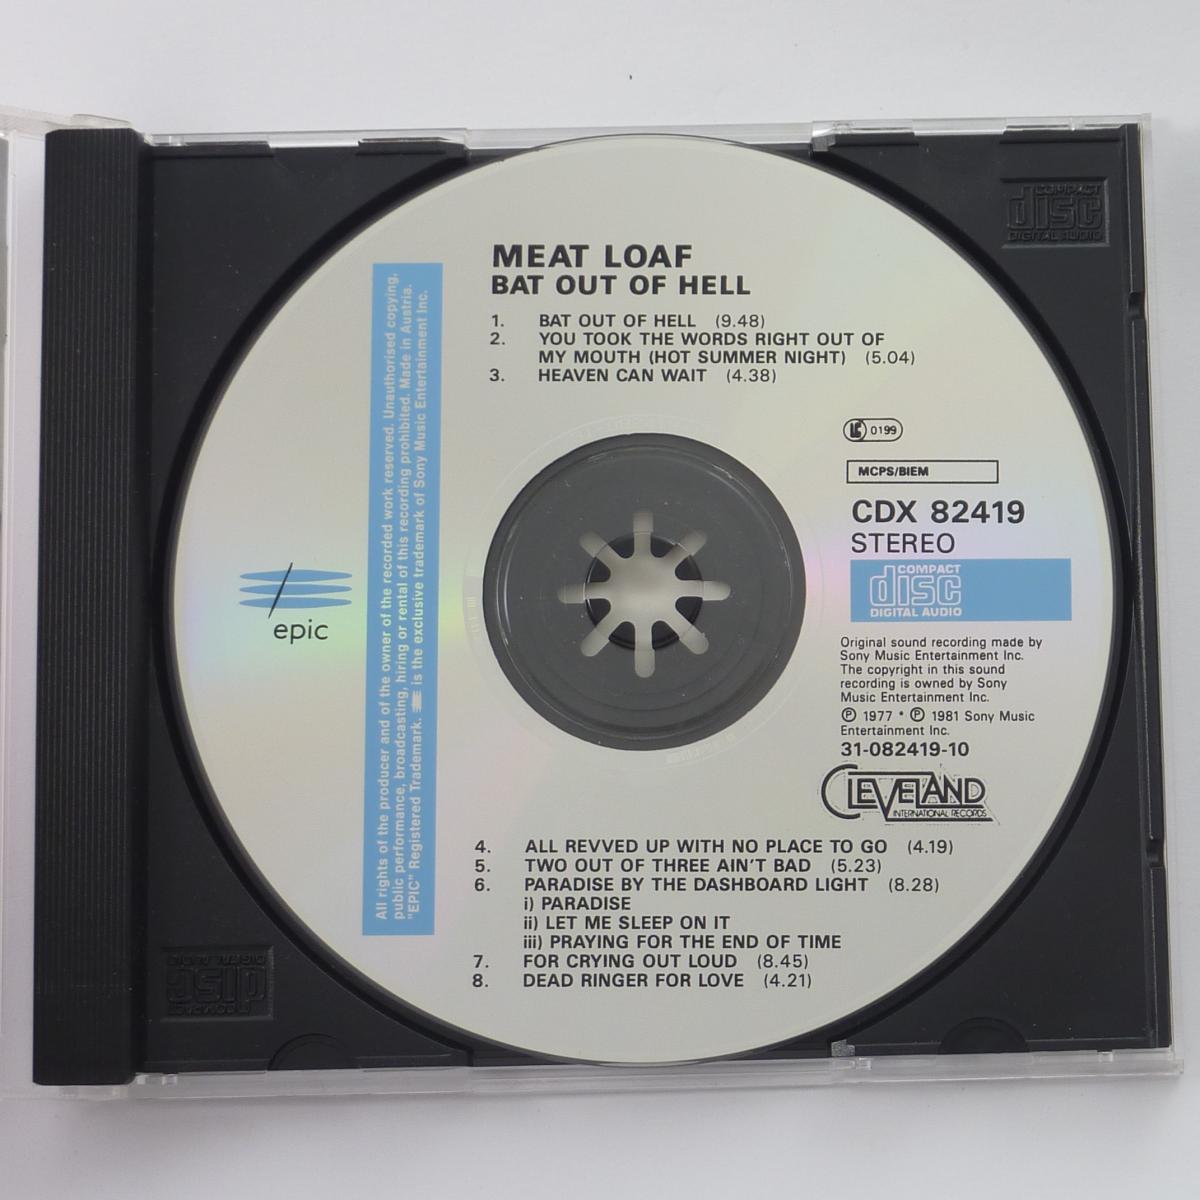 MEAT LOAF
BAT OUT OF HELL
1. BAT OUT OF HELL (9.48)
2. YOU TOOK THE WORDS RIGHT OUT OF
MY MOUTH (HOT SUMMER NIGHT) (5.04)
3. HEAVEN CAN WAIT (4.38)
COMPACT
disc
DIGITAL AUDIO
All rights of the producer and of the owner of the recorded work reserved. Unauthorised copying,
public performance, broadcasting, hiring or rental of this recording prohibited. Made in Austria.
"EPIC" Registered Trademark. is the exclusive trademark of Sony Music Entertainment Inc.
epic
LC 0199
MCPS/BIEM
CDX 82419
STEREO
COMPACT
disc
DIGITAL AUDIO
Original sound recording made by
Sony Music Entertainment Inc.
The copyright in this sound
recording is owned by Sony
Music Entertainment Inc.
℗ 1977 * ℗ 1981 Sony Music
Entertainment Inc.
31-082419-10
CLEVELAND
INTERNATIONAL RECORDS
4. ALL REVVED UP WITH NO PLACE TO GO (4.19)
5. TWO OUT OF THREE AIN'T BAD (5.23)
6. PARADISE BY THE DASHBOARD LIGHT (8.28)
i) PARADISE
ii) LET ME SLEEP ON IT
iii) PRAYING FOR THE END OF TIME
7. FOR CRYING OUT LOUD (8.45)
8. DEAD RINGER FOR LOVE (4.21)
COMPACT
disc
DIGITAL AUDIO